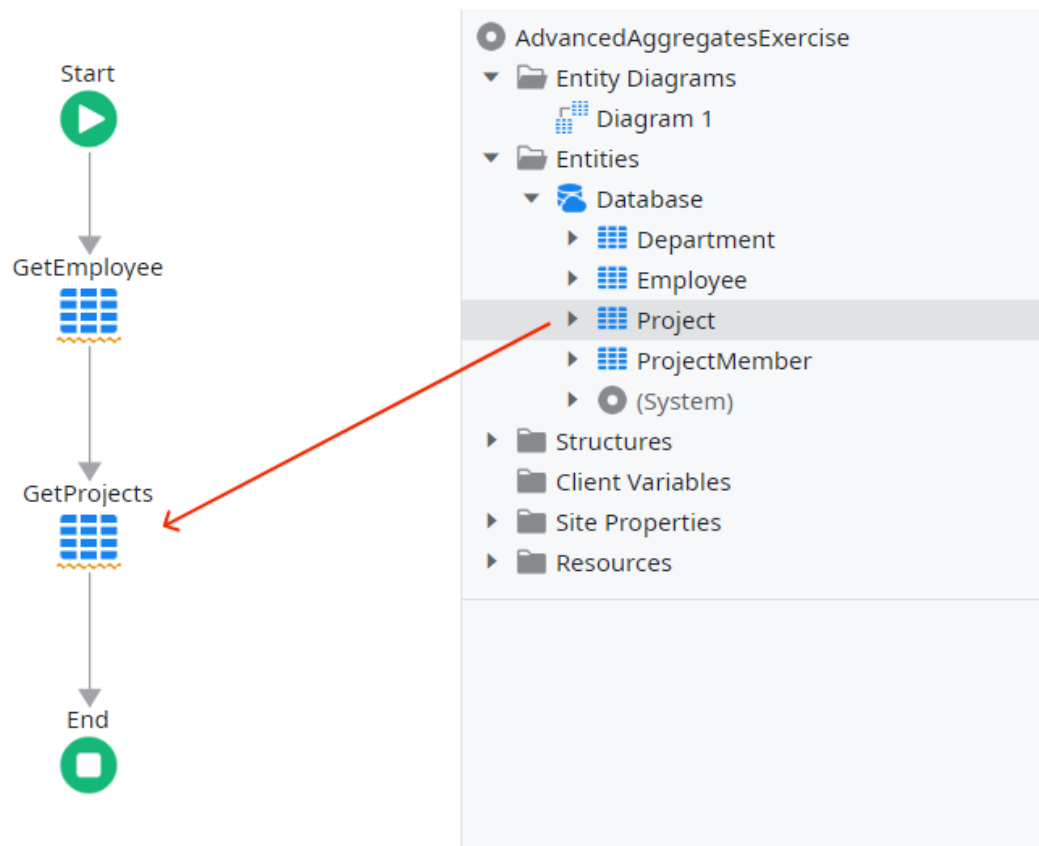 Start
GetEmployee
GetProjects
End
AdvancedAggregatesExercise
Entity Diagrams
Diagram 1
Entities
Database
Department
Employee
Project
ProjectMember
(System)
Structures
Client Variables
Site Properties
Resources